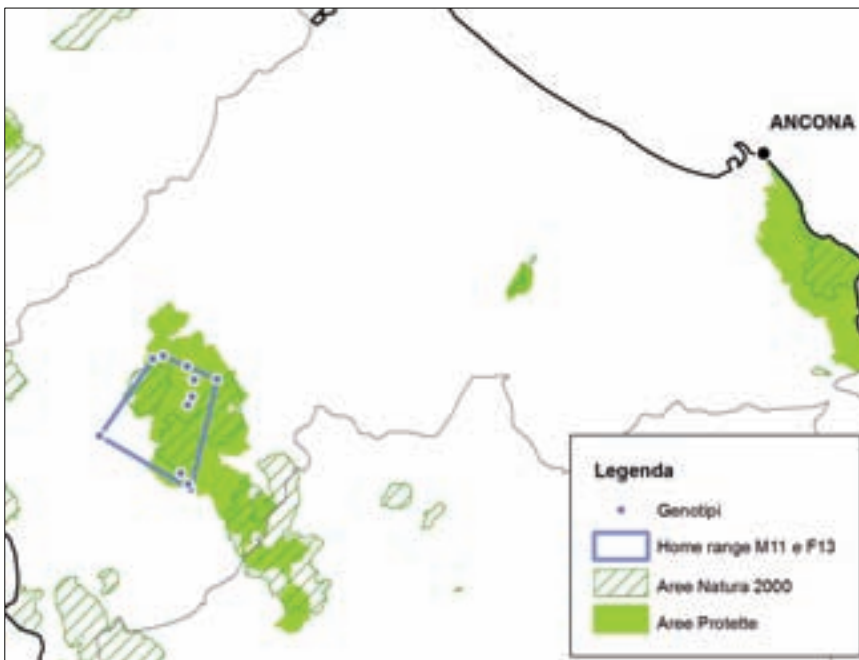 ANCONA
Legenda
Genotipi
Home range M11 e F13
Aree Natura 2000
Aree Protette